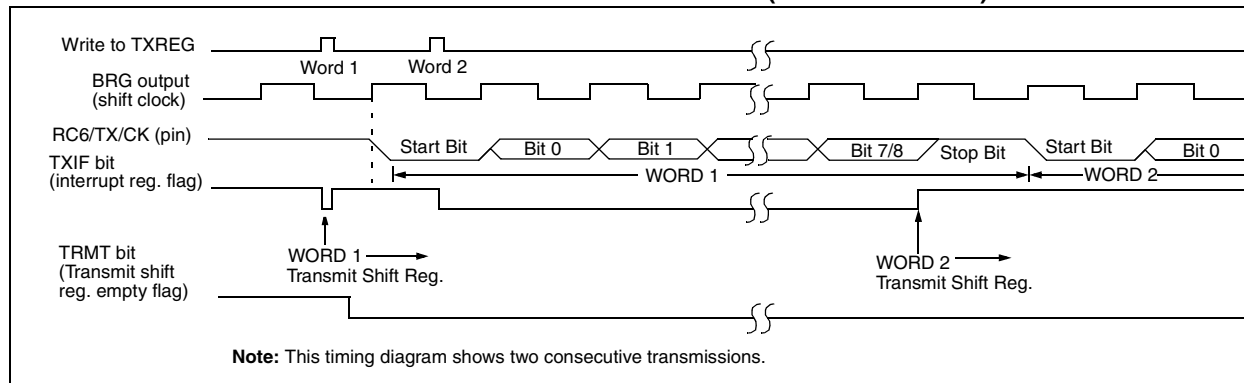 Write to TXREG
Word 1
Word 2
BRG output
(shift clock)
RC6/TX/CK (pin)
Start Bit
Bit 0
Bit 1
Bit 7/8
Stop Bit
Start Bit
Bit 0
TXIF bit
(interrupt reg. flag)
WORD 1
WORD 2
TRMT bit
(Transmit shift
reg. empty flag)
WORD 1
Transmit Shift Reg.
WORD 2
Transmit Shift Reg.
Note: This timing diagram shows two consecutive transmissions.